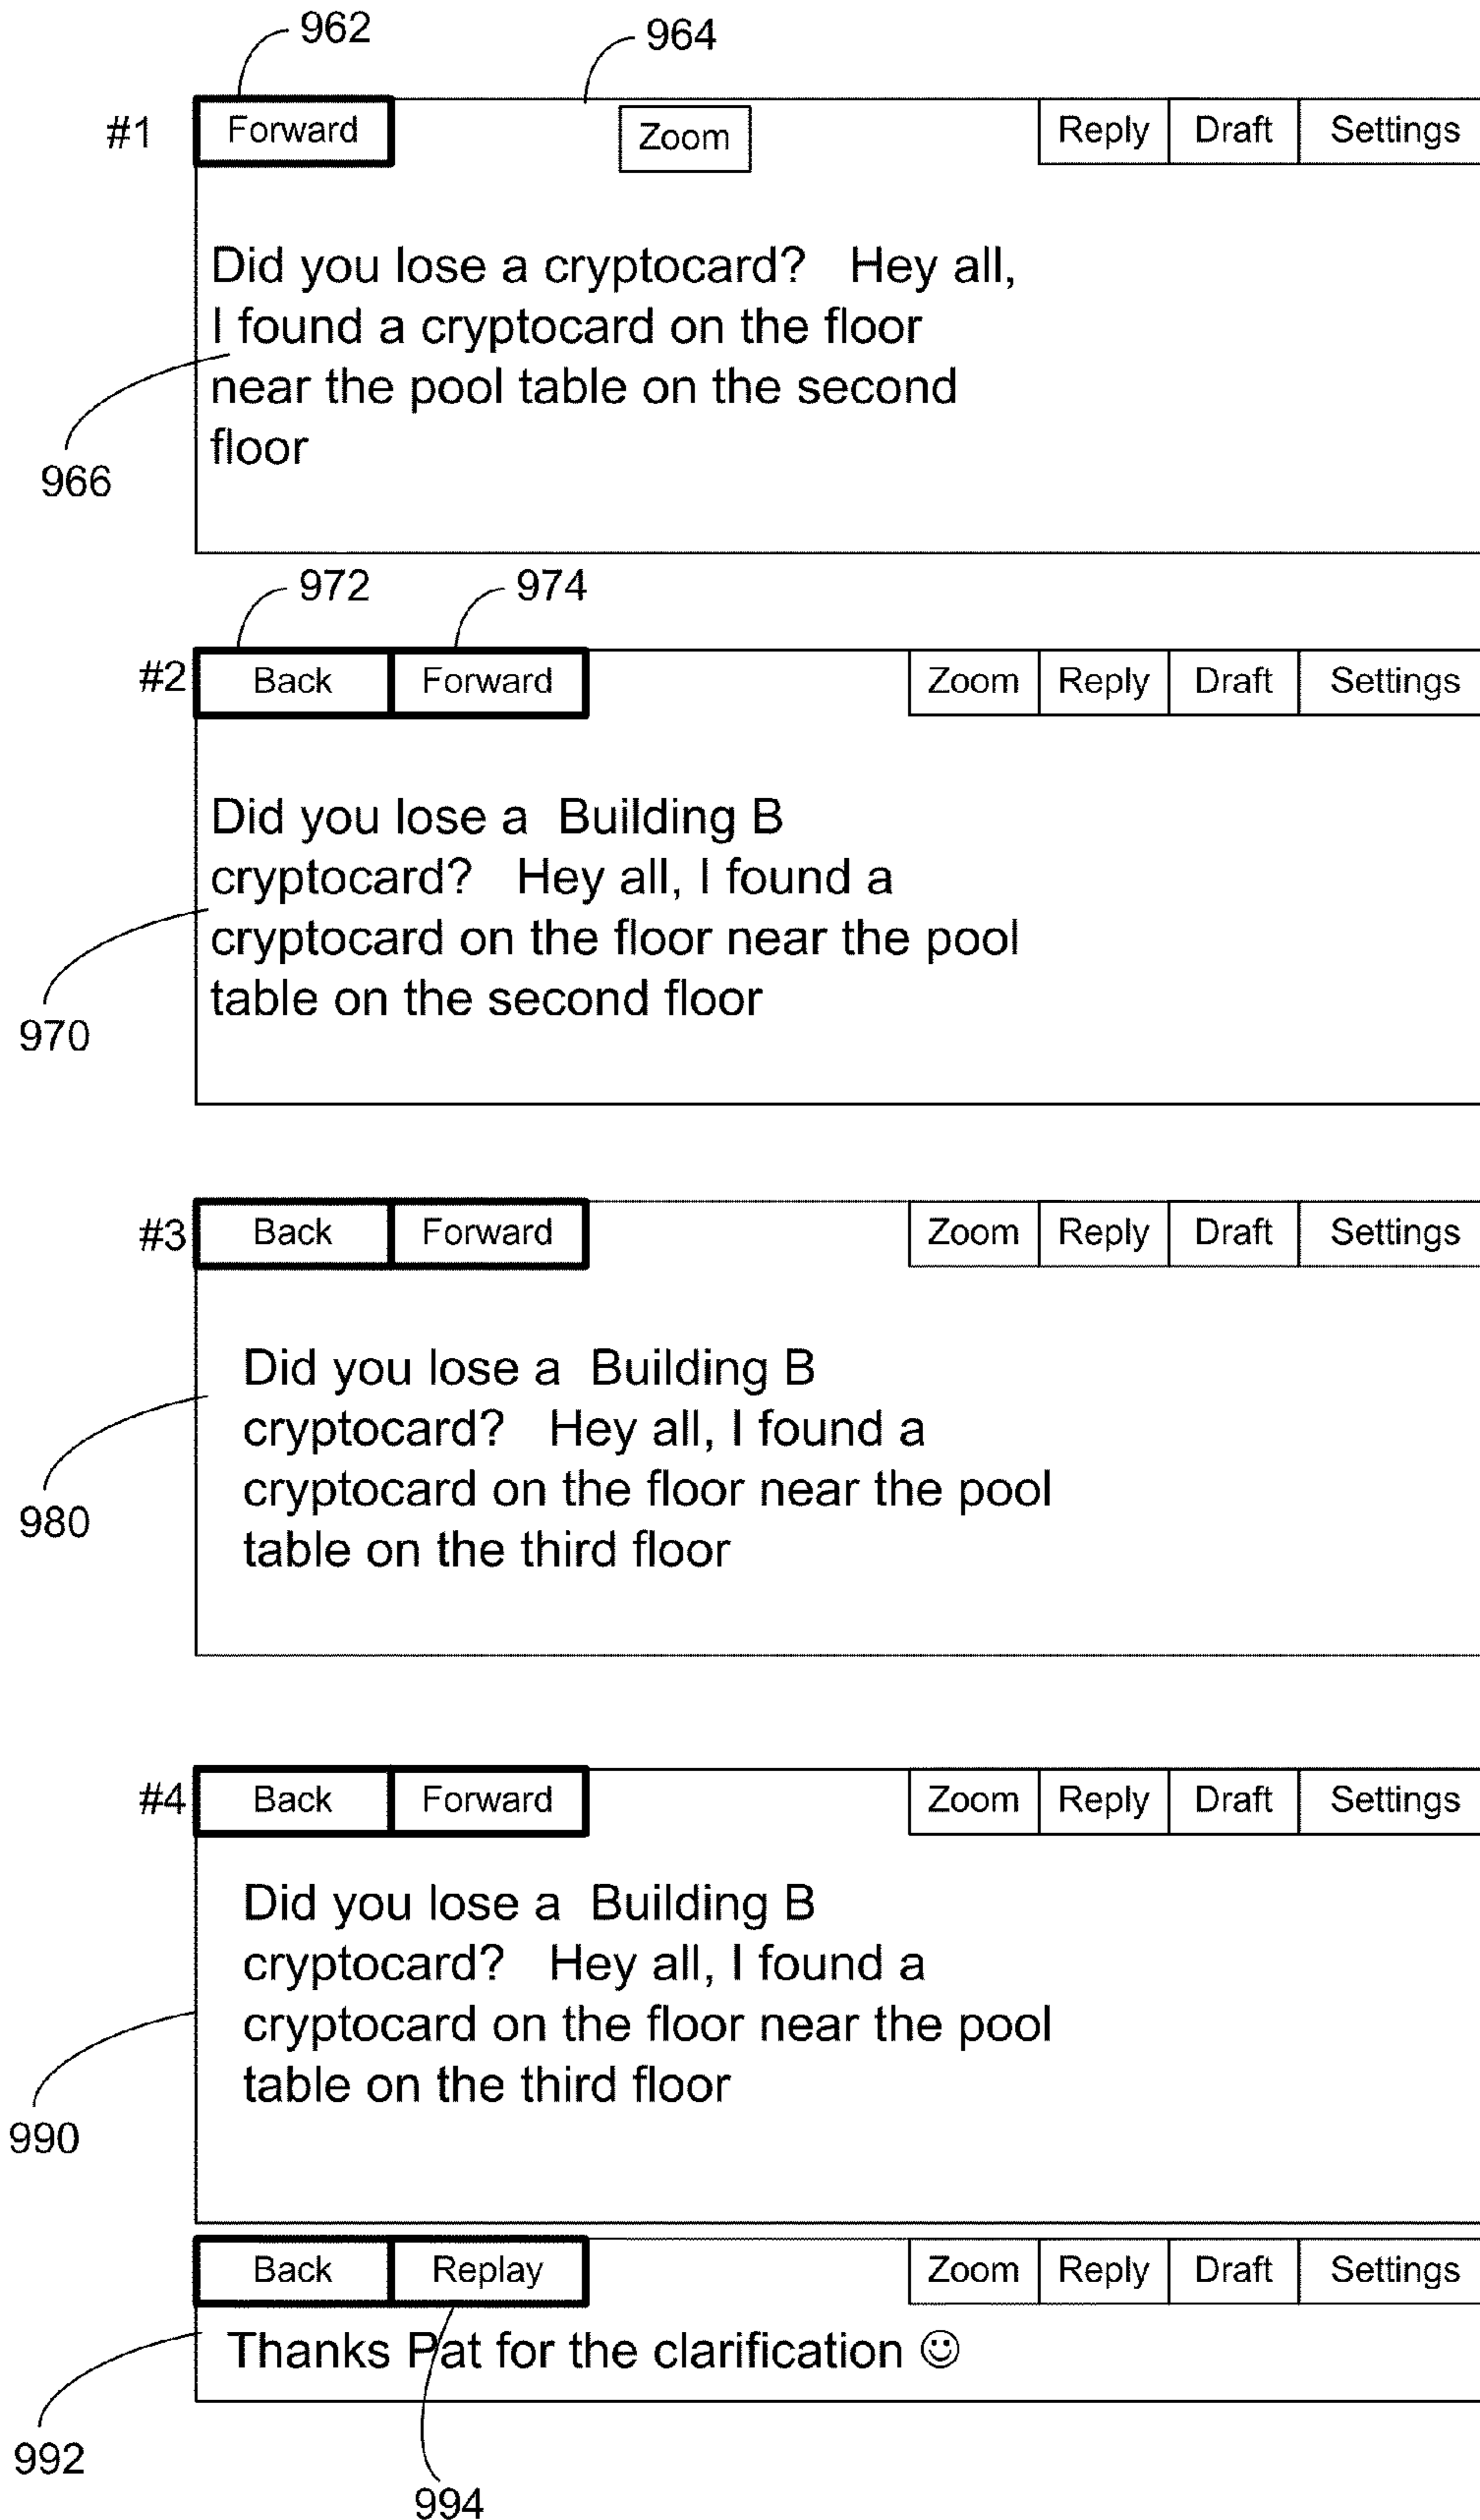 962
964
#1 Forward Zoom Reply Draft Settings
Did you lose a cryptocard? Hey all,
I found a cryptocard on the floor
near the pool table on the second
floor
966
972 974
#2 Back Forward Zoom Reply Draft Settings
Did you lose a Building B
cryptocard? Hey all, I found a
cryptocard on the floor near the pool
table on the second floor
970
#3 Back Forward Zoom Reply Draft Settings
Did you lose a Building B
cryptocard? Hey all, I found a
cryptocard on the floor near the pool
table on the third floor
980
#4 Back Forward Zoom Reply Draft Settings
Did you lose a Building B
cryptocard? Hey all, I found a
cryptocard on the floor near the pool
table on the third floor
990
Back Replay Zoom Reply Draft Settings
Thanks Pat for the clarification ☺
992
994